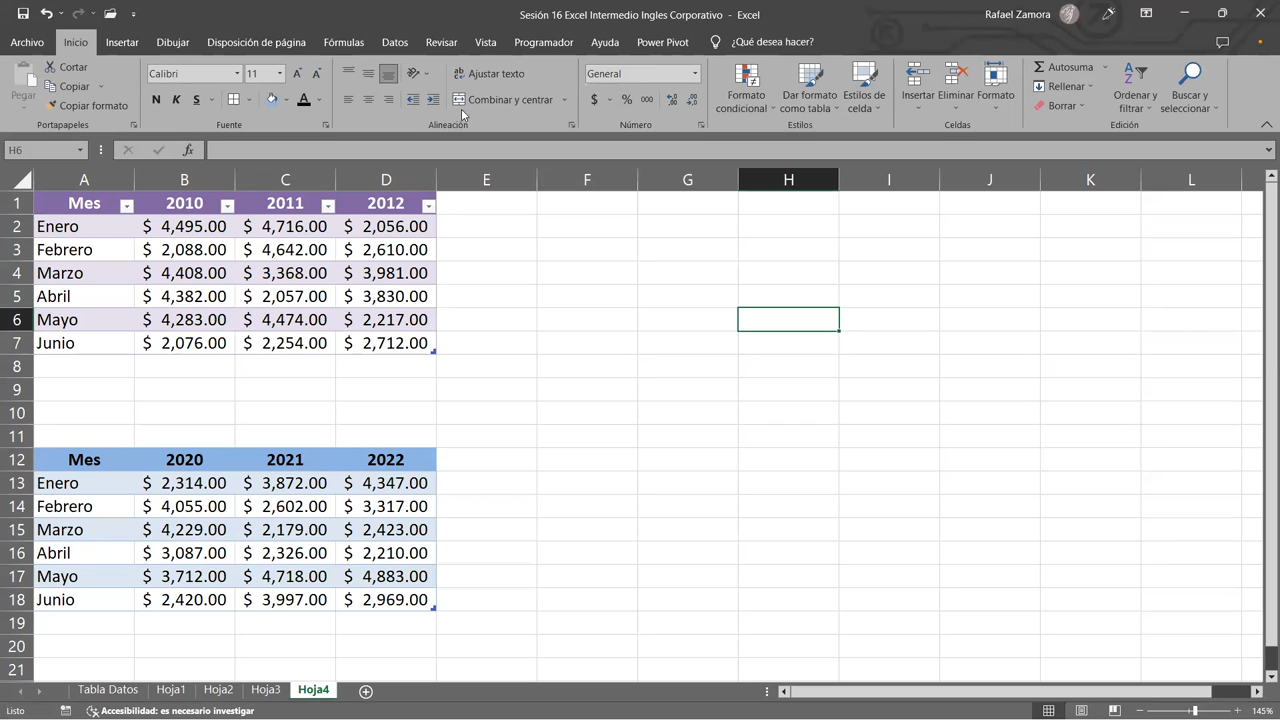 Sesión 16 Excel Intermedio Ingles Corporativo - Excel
Rafael Zamora
Archivo Inicio Insertar Dibujar Disposición de página Fórmulas Datos Revisar Vista Programador Ayuda Power Pivot ¿Qué desea hacer?
Pegar
Cortar
Copiar
Copiar formato
Portapapeles
Calibri 11
N K S
Fuente
Ajustar texto
Combinar y centrar
Alineación
General
$ % 000
Número
Formato condicional
Dar formato como tabla
Estilos de celda
Estilos
Insertar Eliminar Formato
Celdas
Autosuma
Rellenar
Borrar
Ordenar y filtrar
Buscar y seleccionar
Edición
H6 fx
A B C D E F G H I J K L
1 Mes 2010 2011 2012
2 Enero $ 4,495.00 $ 4,716.00 $ 2,056.00
3 Febrero $ 2,088.00 $ 4,642.00 $ 2,610.00
4 Marzo $ 4,408.00 $ 3,368.00 $ 3,981.00
5 Abril $ 4,382.00 $ 2,057.00 $ 3,830.00
6 Mayo $ 4,283.00 $ 4,474.00 $ 2,217.00
7 Junio $ 2,076.00 $ 2,254.00 $ 2,712.00
8
9
10
11
12 Mes 2020 2021 2022
13 Enero $ 2,314.00 $ 3,872.00 $ 4,347.00
14 Febrero $ 4,055.00 $ 2,602.00 $ 3,317.00
15 Marzo $ 4,229.00 $ 2,179.00 $ 2,423.00
16 Abril $ 3,087.00 $ 2,326.00 $ 2,210.00
17 Mayo $ 3,712.00 $ 4,718.00 $ 4,883.00
18 Junio $ 2,420.00 $ 3,997.00 $ 2,969.00
19
20
21
Tabla Datos Hoja1 Hoja2 Hoja3 Hoja4
Listo Accesibilidad: es necesario investigar 145%